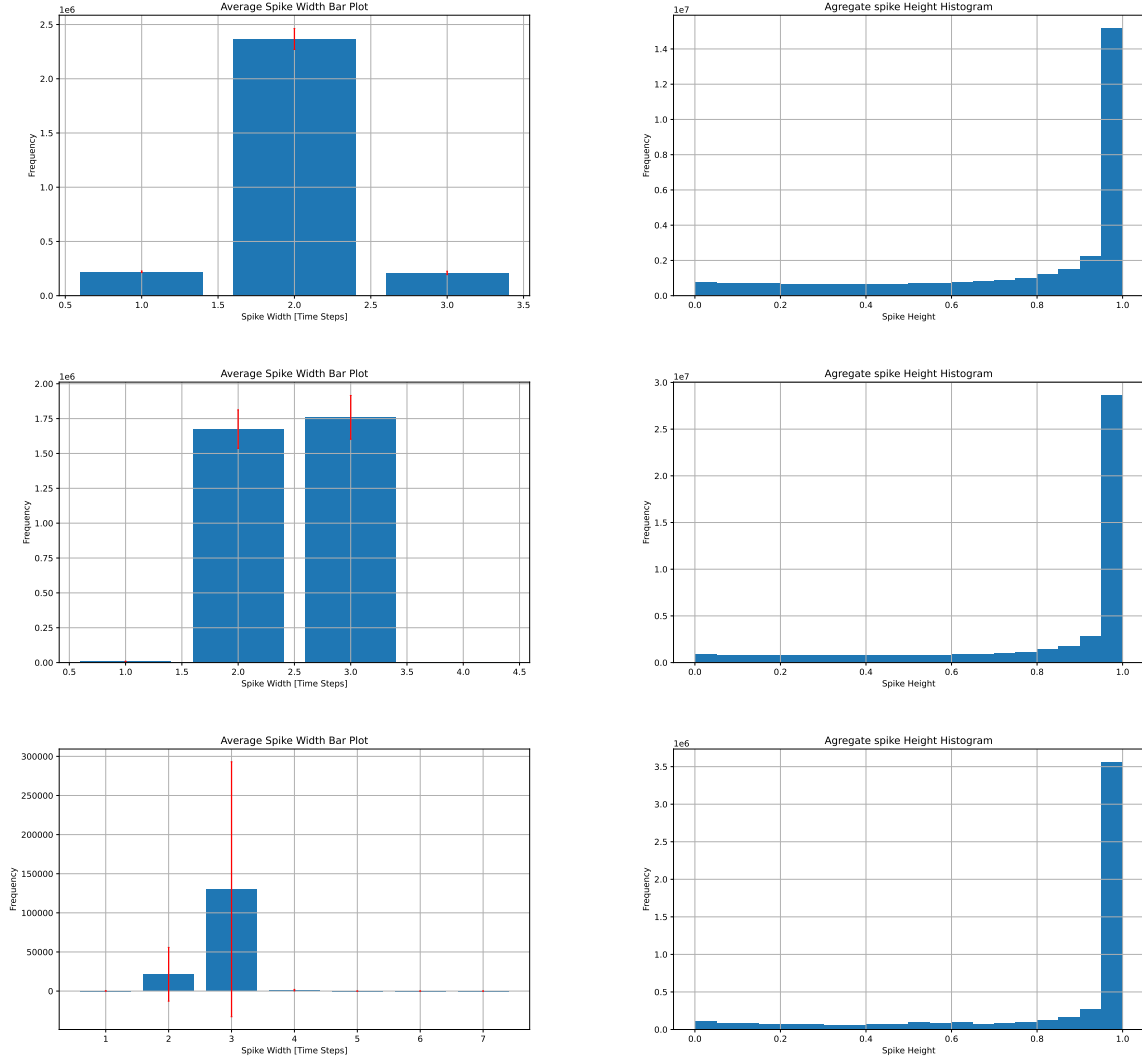 Average Spike Width Bar Plot
1e6
2.5
2.0
1.5
1.0
0.5
0.0
Frequency
0.5 1.0 1.5 2.0 2.5 3.0 3.5
Spike Width [Time Steps]
Agregate spike Height Histogram
1e7
1.4
1.2
1.0
0.8
0.6
0.4
0.2
0.0
Frequency
0.0 0.2 0.4 0.6 0.8 1.0
Spike Height
Average Spike Width Bar Plot
1e6
2.00
1.75
1.50
1.25
1.00
0.75
0.50
0.25
0.00
Frequency
0.5 1.0 1.5 2.0 2.5 3.0 3.5 4.0 4.5
Spike Width [Time Steps]
Agregate spike Height Histogram
1e7
3.0
2.5
2.0
1.5
1.0
0.5
0.0
Frequency
0.0 0.2 0.4 0.6 0.8 1.0
Spike Height
Average Spike Width Bar Plot
300000
250000
200000
150000
100000
50000
0
Frequency
1 2 3 4 5 6 7
Spike Width [Time Steps]
Agregate spike Height Histogram
1e6
3.5
3.0
2.5
2.0
1.5
1.0
0.5
0.0
Frequency
0.0 0.2 0.4 0.6 0.8 1.0
Spike Height